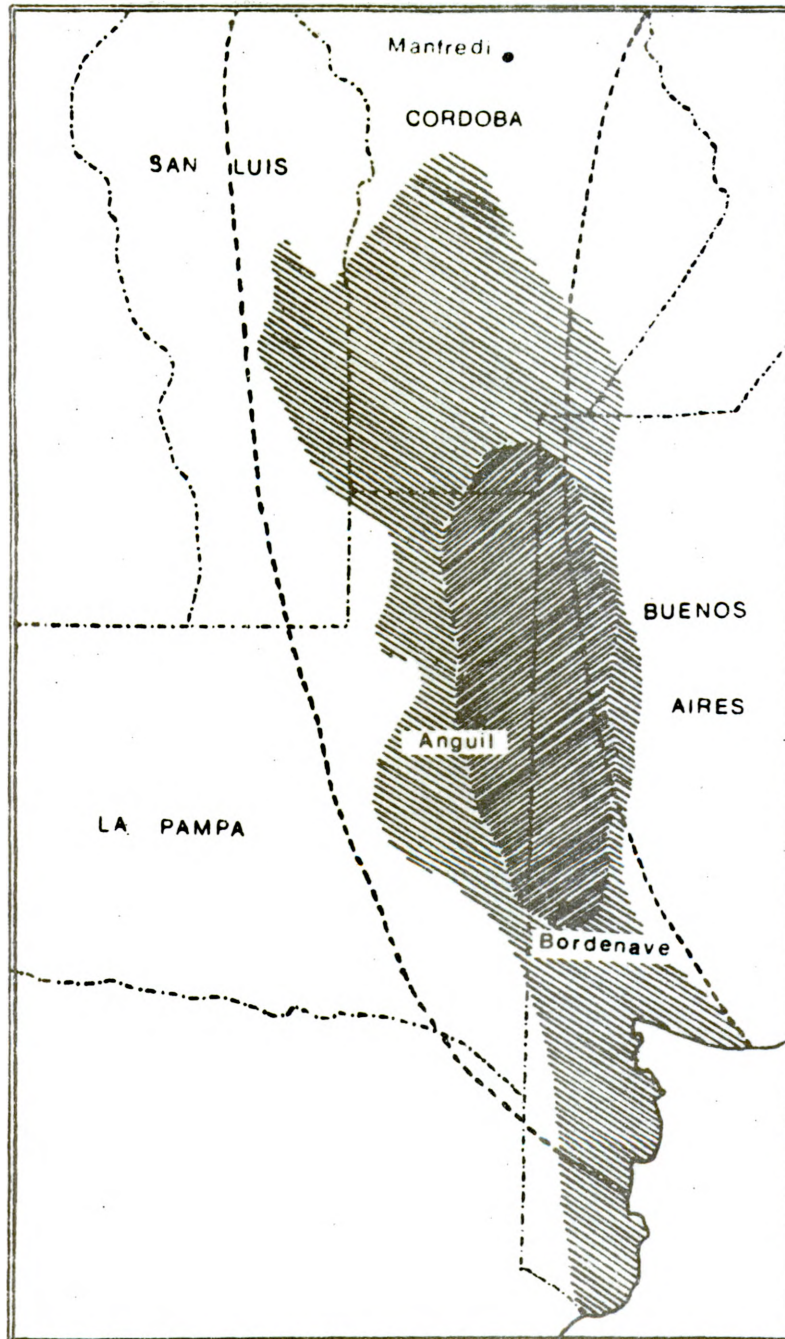 Manfredi
CORDOBA
SAN LUIS
BUENOS
AIRES
Anguil
LA PAMPA
Bordenave